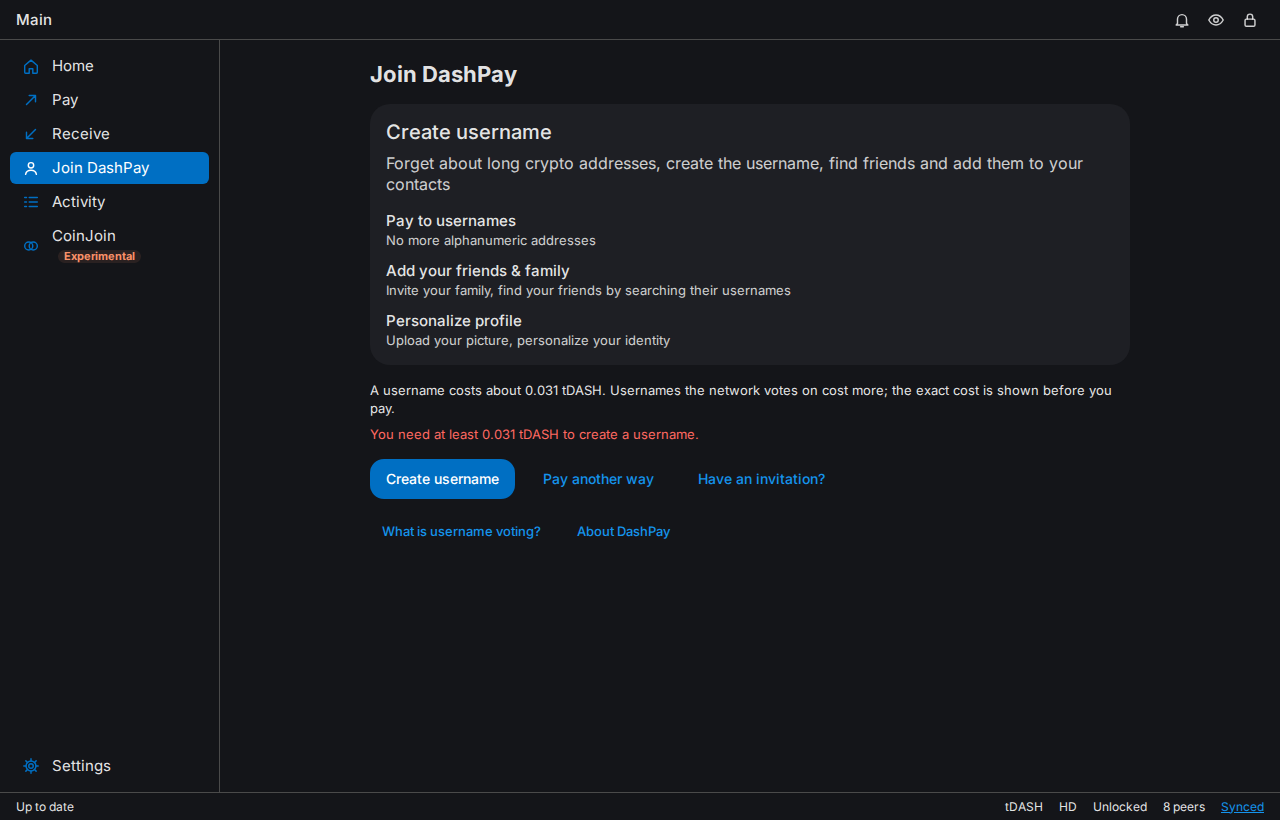 Main
Home
Pay
Receive
Join DashPay
Activity
CoinJoin
Experimental
Settings
Join DashPay
Create username
Forget about long crypto addresses, create the username, find friends and add them to your
contacts
Pay to usernames
No more alphanumeric addresses
Add your friends & family
Invite your family, find your friends by searching their usernames
Personalize profile
Upload your picture, personalize your identity
A username costs about 0.031 tDASH. Usernames the network votes on cost more; the exact cost is shown before you
pay.
You need at least 0.031 tDASH to create a username.
Create username Pay another way Have an invitation?
What is username voting? About DashPay
Up to date tDASH HD Unlocked 8 peers Synced